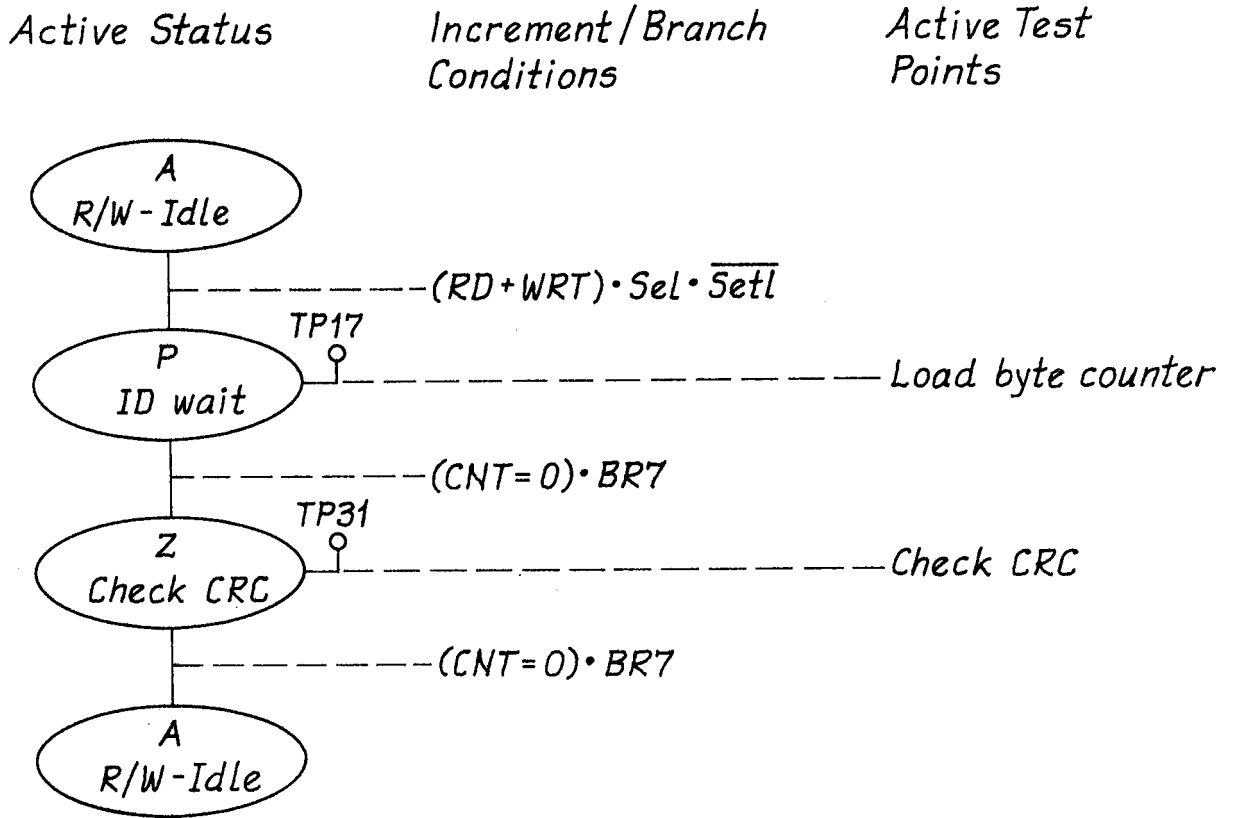 Active Status
Increment/Branch
Conditions
Active Test
Points
A
R/W-Idle
(RD+WRT)•Sel•S̅e̅t̅l̅
TP17
P
ID wait
Load byte counter
(CNT=0)•BR7
TP31
Z
Check CRC
Check CRC
(CNT=0)•BR7
A
R/W-Idle